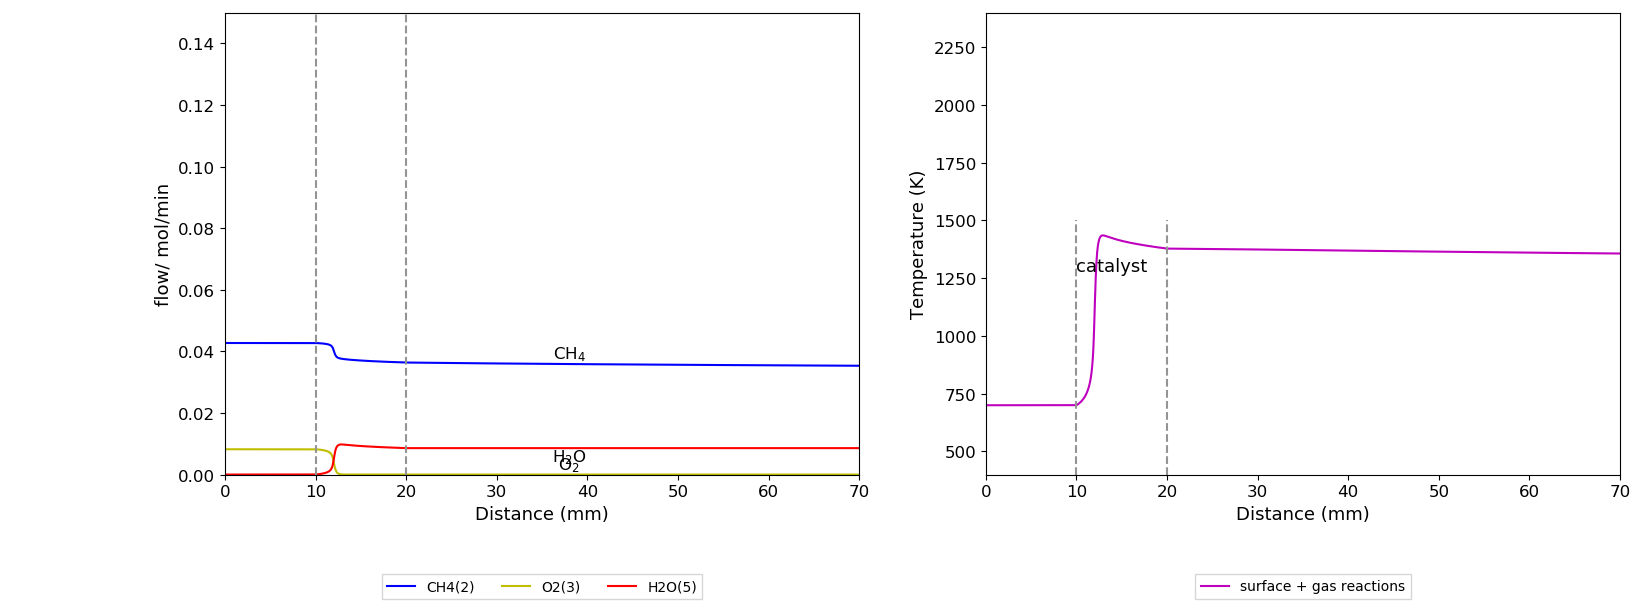 0.14
0.12
0.10
0.08
0.06
0.04
0.02
0.00
flow/ mol/min
CH4
H2O
O2
0 10 20 30 40 50 60 70
Distance (mm)
CH4(2) O2(3) H2O(5)
2250
2000
1750
1500
1250
1000
750
500
Temperature (K)
catalyst
0 10 20 30 40 50 60 70
Distance (mm)
surface + gas reactions